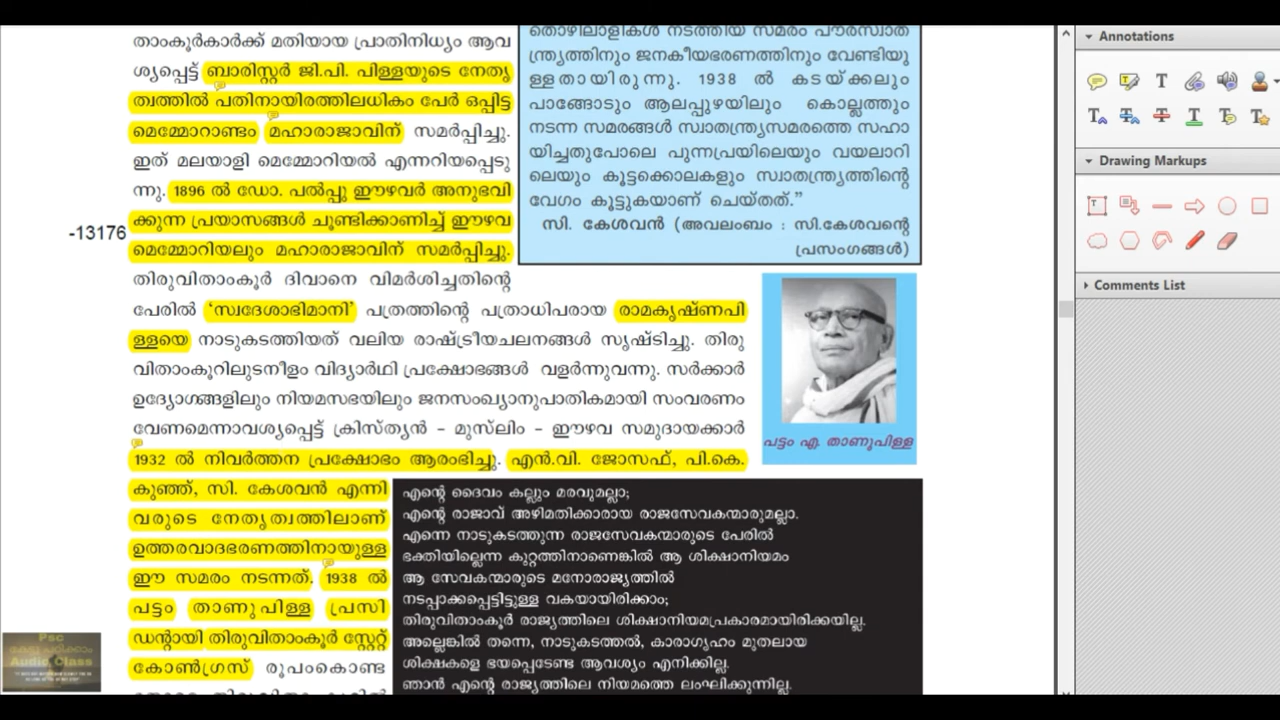 താംകൂർകാർക്ക് മതിയായ പ്രാതിനിധ്യം ആവ
ശ്യപ്പെട്ട് ബാരിസ്റ്റർ ജി.പി. പിള്ളയുടെ നേതൃ
ത്വത്തിൽ പതിനായിരത്തിലധികം പേർ ഒപ്പിട്ട
മെമ്മോറാണ്ടം മഹാരാജാവിന് സമർപ്പിച്ചു.
ഇത് മലയാളി മെമ്മോറിയൽ എന്നറിയപ്പെടു
ന്നു. 1896 ൽ ഡോ. പൽപ്പു ഈഴവർ അനുഭവി
ക്കുന്ന പ്രയാസങ്ങൾ ചൂണ്ടിക്കാണിച്ച് ഈഴവ
-13176
മെമ്മോറിയലും മഹാരാജാവിന് സമർപ്പിച്ചു.
തിരുവിതാംകൂർ ദിവാനെ വിമർശിച്ചതിന്റെ
പേരിൽ ‘സ്വദേശാഭിമാനി’ പത്രത്തിന്റെ പത്രാധിപരായ രാമകൃഷ്ണപി
ള്ളയെ നാടുകടത്തിയത് വലിയ രാഷ്ട്രീയചലനങ്ങൾ സൃഷ്ടിച്ചു. തിരു
വിതാംകൂറിലുടനീളം വിദ്യാർഥി പ്രക്ഷോഭങ്ങൾ വളർന്നുവന്നു. സർക്കാർ
ഉദ്യോഗങ്ങളിലും നിയമസഭയിലും ജനസംഖ്യാനുപാതികമായി സംവരണം
വേണമെന്നാവശ്യപ്പെട്ട് ക്രിസ്ത്യൻ – മുസ്ലിം – ഈഴവ സമുദായക്കാർ
1932 ൽ നിവർത്തന പ്രക്ഷോഭം ആരംഭിച്ചു. എൻ.വി. ജോസഫ്, പി.കെ.
കുഞ്ഞ്, സി. കേശവൻ എന്നി
വരുടെ നേതൃത്വത്തിലാണ്
ഉത്തരവാദഭരണത്തിനായുള്ള
ഈ സമരം നടന്നത്. 1938 ൽ
പട്ടം താണുപിള്ള പ്രസി
ഡന്റായി തിരുവിതാംകൂർ സ്റ്റേറ്റ്
കോൺഗ്രസ് രൂപംകൊണ്ട
തൊഴിലാളികൾ നടത്തിയ സമരം പൗരസ്വാത
ന്ത്ര്യത്തിനും ജനകീയഭരണത്തിനും വേണ്ടിയു
ള്ളതായിരുന്നു. 1938 ൽ കടയ്ക്കലും
പാങ്ങോടും ആലപ്പുഴയിലും കൊല്ലത്തും
നടന്ന സമരങ്ങൾ സ്വാതന്ത്ര്യസമരത്തെ സഹാ
യിച്ചതുപോലെ പുന്നപ്രയിലെയും വയലാറി
ലെയും കൂട്ടക്കൊലകളും സ്വാതന്ത്ര്യത്തിന്റെ
വേഗം കൂട്ടുകയാണ് ചെയ്തത്.”
സി. കേശവൻ (അവലംബം : സി.കേശവന്റെ
പ്രസംഗങ്ങൾ)
പട്ടം എ. താണുപിള്ള
എന്റെ ദൈവം കല്ലും മരവുമല്ലാ;
എന്റെ രാജാവ് അഴിമതിക്കാരായ രാജസേവകന്മാരുമല്ലാ.
എന്നെ നാടുകടത്തുന്ന രാജസേവകന്മാരുടെ പേരിൽ
ഭക്തിയില്ലെന്ന കുറ്റത്തിനാണെങ്കിൽ ആ ശിക്ഷാനിയമം
ആ സേവകന്മാരുടെ മനോരാജ്യത്തിൽ
നടപ്പാക്കപ്പെട്ടിട്ടുള്ള വകയായിരിക്കാം;
തിരുവിതാംകൂർ രാജ്യത്തിലെ ശിക്ഷാനിയമപ്രകാരമായിരിക്കയില്ല.
അല്ലെങ്കിൽ തന്നെ, നാടുകടത്തൽ, കാരാഗൃഹം മുതലായ
ശിക്ഷകളെ ഭയപ്പെടേണ്ട ആവശ്യം എനിക്കില്ല.
ഞാൻ എന്റെ രാജ്യത്തിലെ നിയമത്തെ ലംഘിക്കുന്നില്ല.
Annotations
Drawing Markups
Comments List
Psc
Audio Class